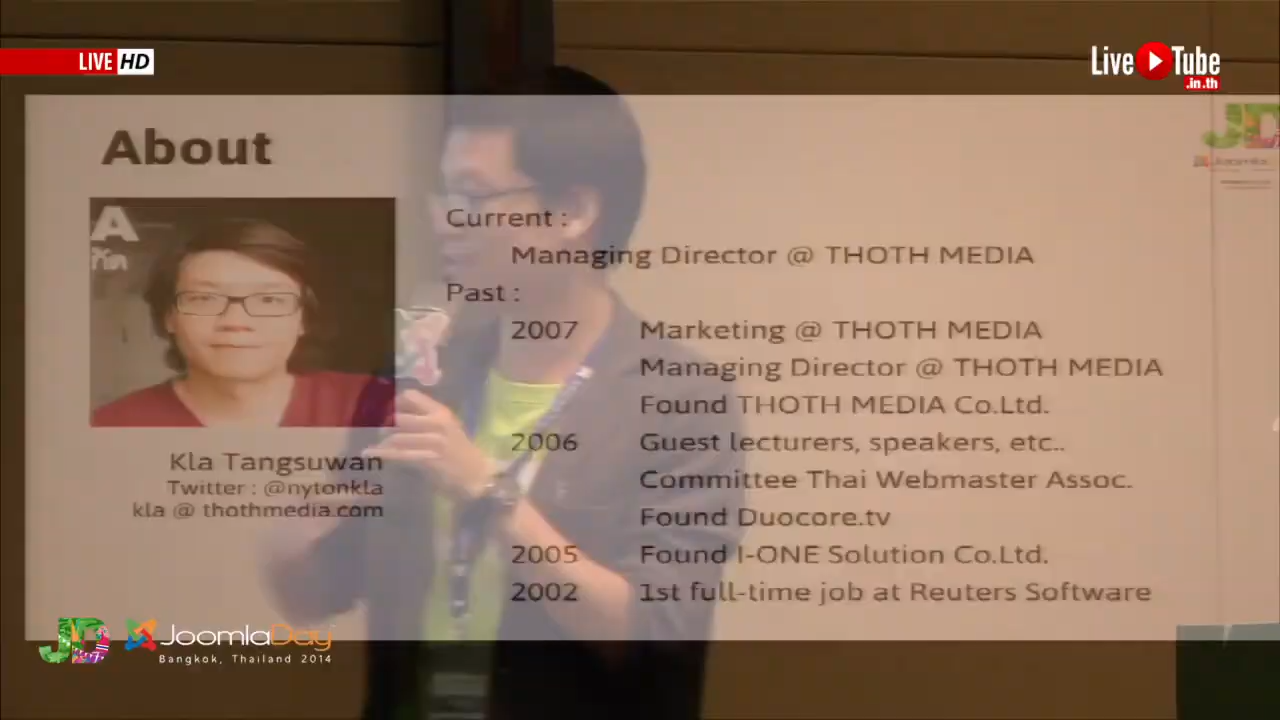 LIVE HD
Live Tube
.in.th
About
Current :
Managing Director @ THOTH MEDIA
Past :
2007 Marketing @ THOTH MEDIA
Managing Director @ THOTH MEDIA
Found THOTH MEDIA Co.Ltd.
2006 Guest lecturers, speakers, etc..
Committee Thai Webmaster Assoc.
Found Duocore.tv
2005 Found I-ONE Solution Co.Ltd.
2002 1st full-time job at Reuters Software
Kla Tangsuwan
Twitter : @nytonkla
kla @ thothmedia.com
JD JoomlaDay
Bangkok, Thailand 2014
JD